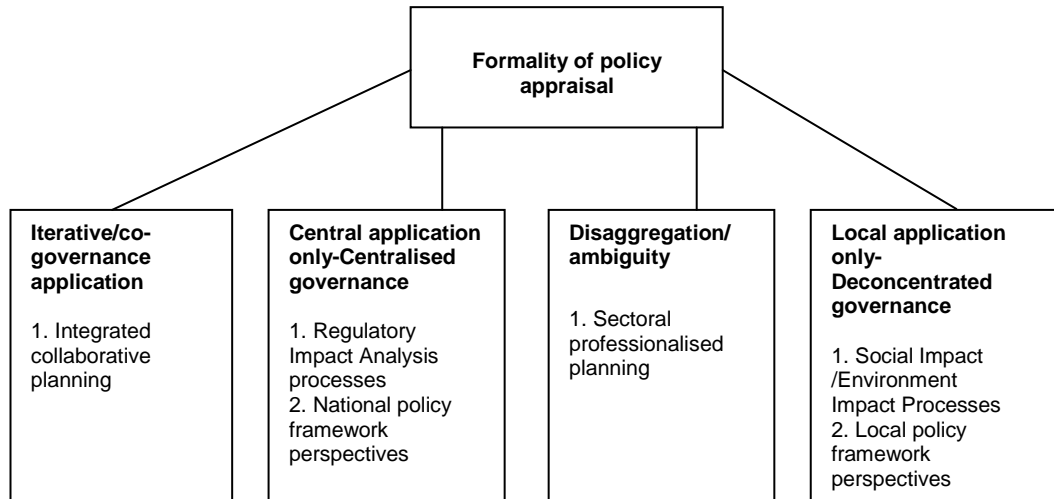 Formality of policy
appraisal
Iterative/co-
governance
application
1. Integrated
collaborative
planning
Central application
only-Centralised
governance
1. Regulatory
Impact Analysis
processes
2. National policy
framework
perspectives
Disaggregation/
ambiguity
1. Sectoral
professionalised
planning
Local application
only-
Deconcentrated
governance
1. Social Impact
/Environment
Impact Processes
2. Local policy
framework
perspectives